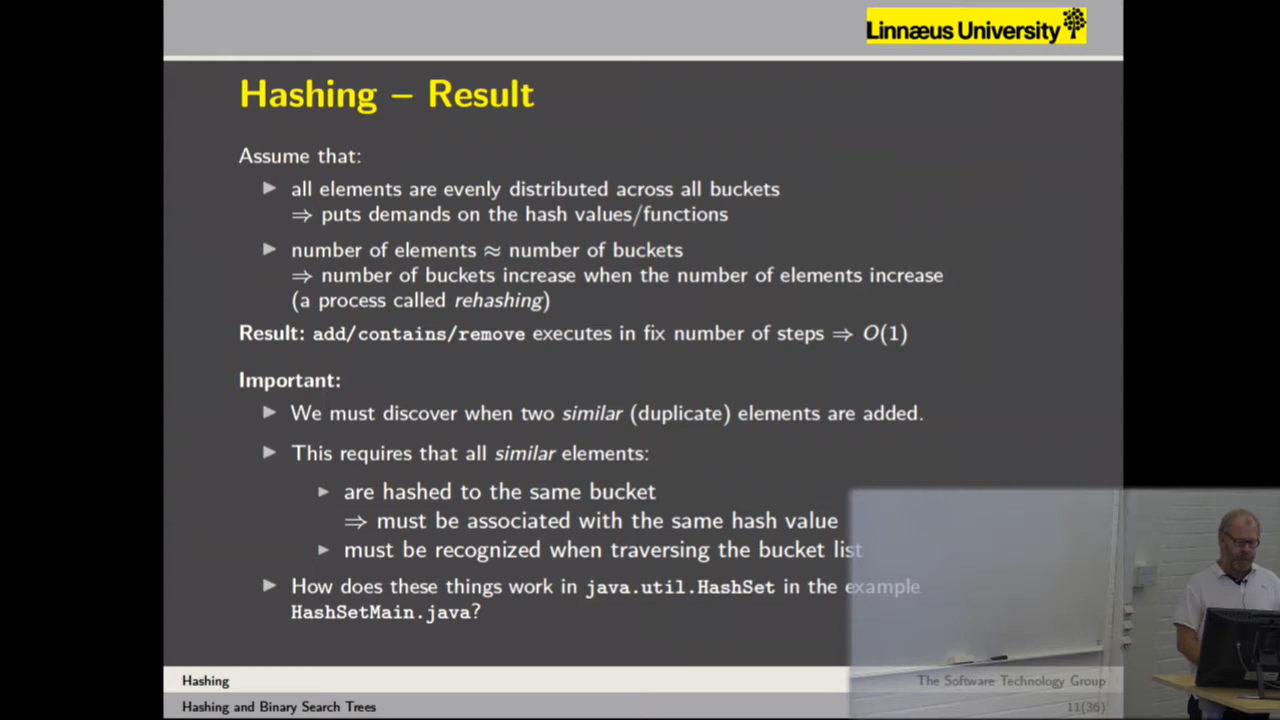 Linnæus University
Hashing – Result
Assume that:
▶ all elements are evenly distributed across all buckets
⇒ puts demands on the hash values/functions
▶ number of elements ≈ number of buckets
⇒ number of buckets increase when the number of elements increase
(a process called rehashing)
Result: add/contains/remove executes in fix number of steps ⇒ O(1)
Important:
▶ We must discover when two similar (duplicate) elements are added.
▶ This requires that all similar elements:
▶ are hashed to the same bucket
⇒ must be associated with the same hash value
▶ must be recognized when traversing the bucket list
▶ How does these things work in java.util.HashSet in the example
HashSetMain.java?
Hashing
The Software Technology Group
Hashing and Binary Search Trees
11(36)